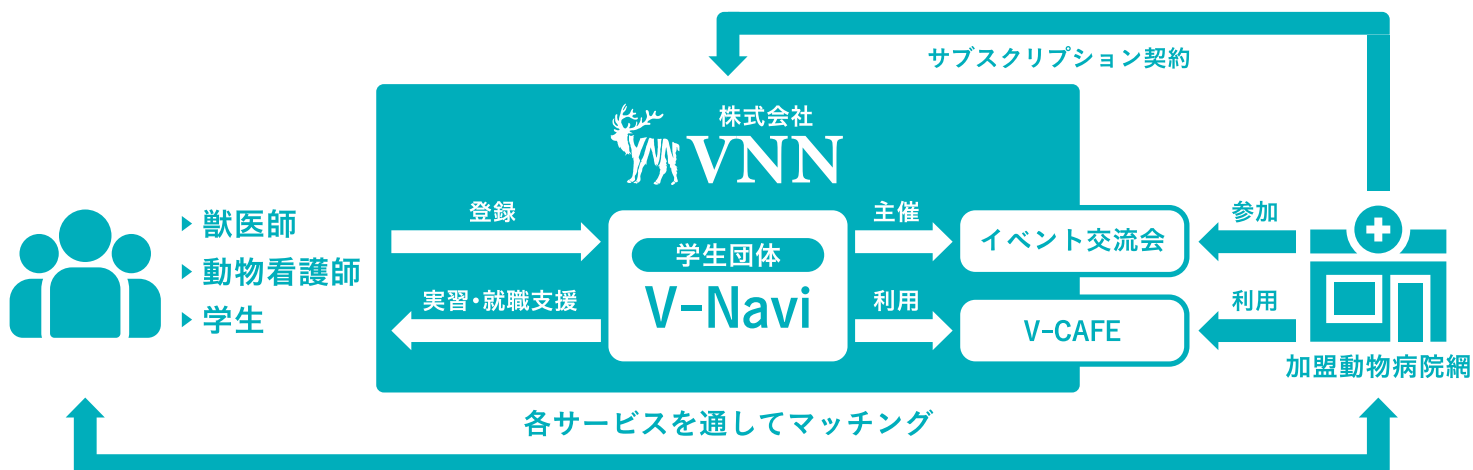 サブスクリプション契約
株式会社
VNN
VNN
獣医師
動物看護師
学生
登録
実習・就職支援
学生団体
V-Navi
主催
利用
イベント交流会
V-CAFE
参加
利用
加盟動物病院網
各サービスを通してマッチング